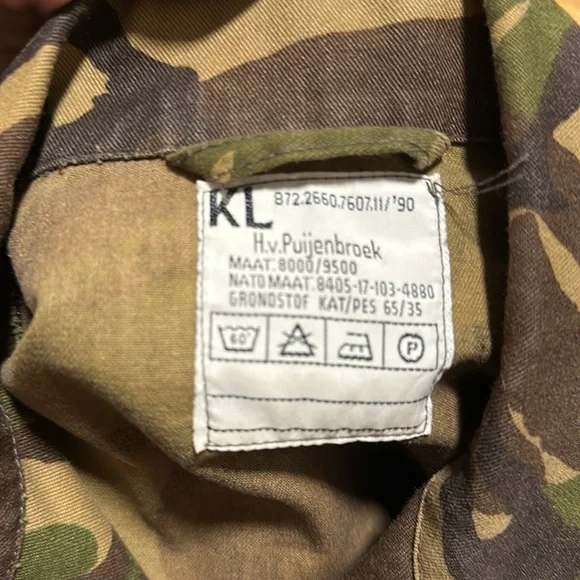 KL 872.2660.7607.11/'90
H.v.Puijenbroek
MAAT: 8000/9500
NATO MAAT: 8405-17-103-4880
GRONDSTOF KAT/PES 65/35
60°
P